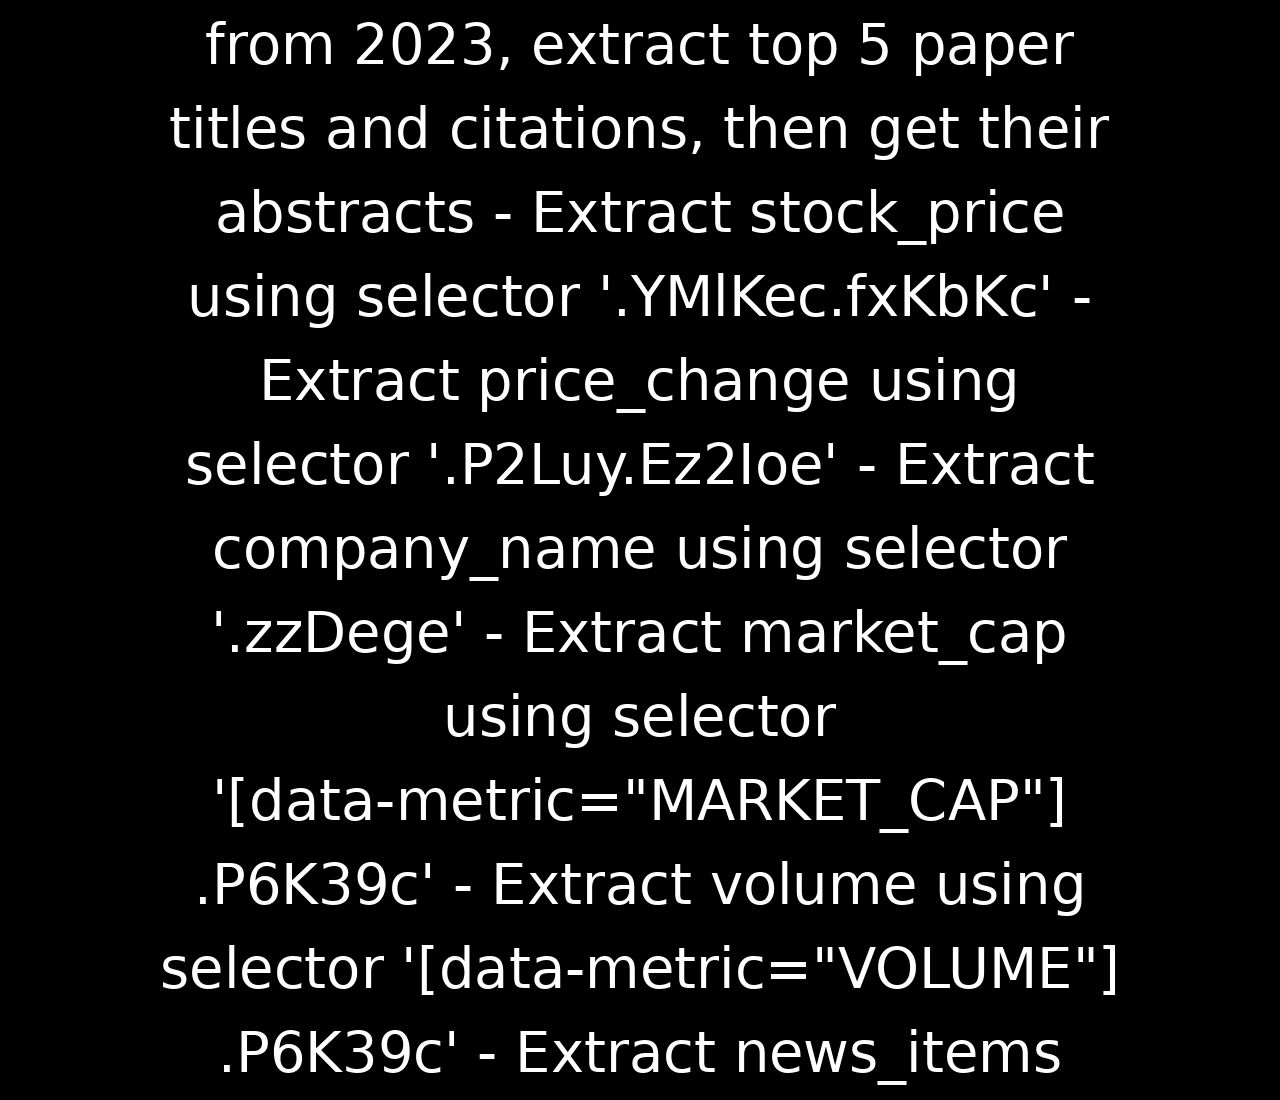 from 2023, extract top 5 paper
titles and citations, then get their
abstracts - Extract stock_price
using selector '.YMlKec.fxKbKc' -
Extract price_change using
selector '.P2Luy.Ez2Ioe' - Extract
company_name using selector
'.zzDege' - Extract market_cap
using selector
'[data-metric="MARKET_CAP"]
.P6K39c' - Extract volume using
selector '[data-metric="VOLUME"]
.P6K39c' - Extract news_items